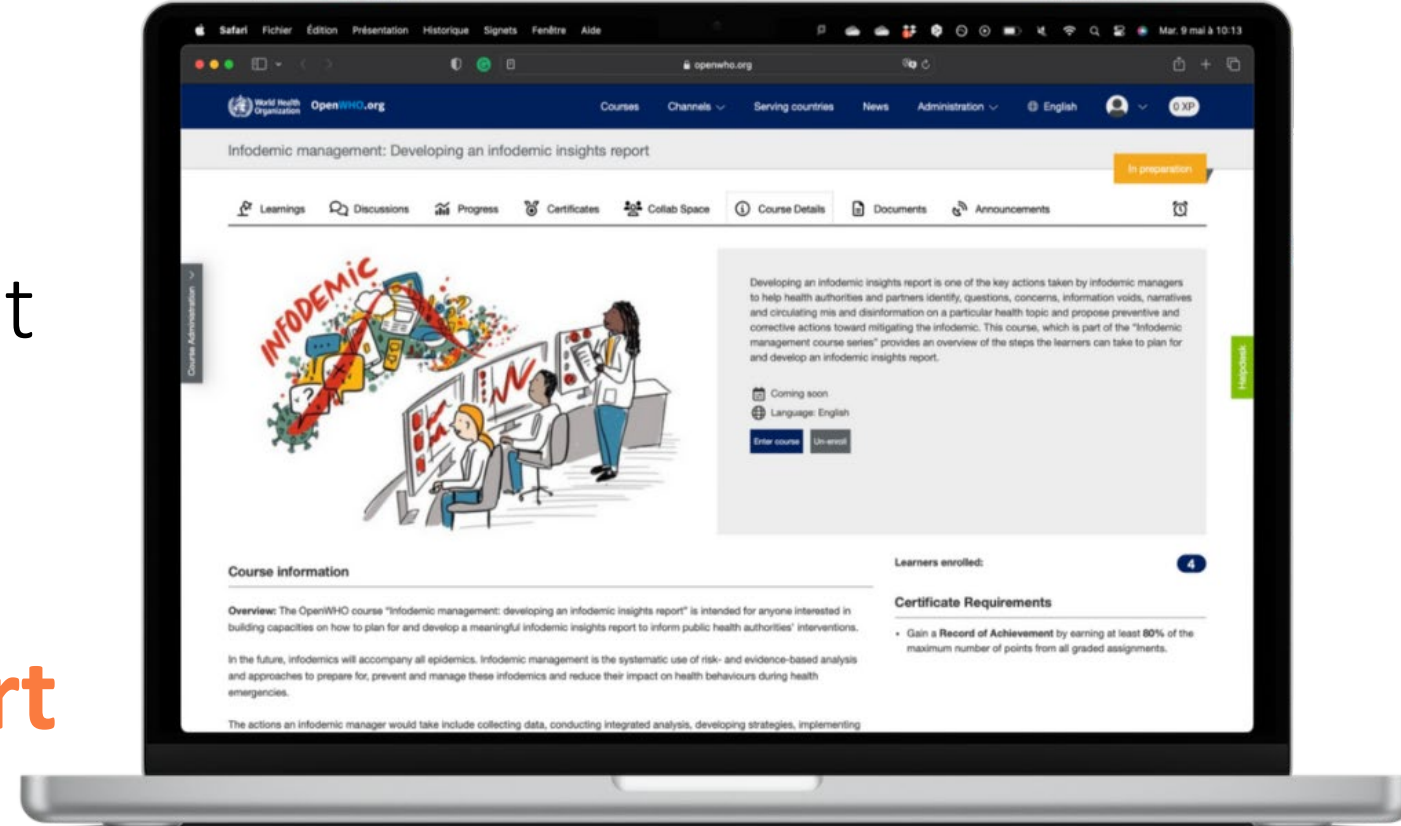 t
rt
Safari Fichier Édition Présentation Historique Signets Fenêtre Aide Mar. 9 mai à 10:13
openwho.org
World Health Organization OpenWHO.org Courses Channels Serving countries News Administration English 0 XP
Infodemic management: Developing an infodemic insights report
In preparation
Learnings Discussions Progress Certificates Collab Space Course Details Documents Announcements
Course Administration
INFODEMIC
Developing an infodemic insights report is one of the key actions taken by infodemic managers
to help health authorities and partners identify, questions, concerns, information voids, narratives
and circulating mis and disinformation on a particular health topic and propose preventive and
corrective actions toward mitigating the infodemic. This course, which is part of the "Infodemic
management course series" provides an overview of the steps the learners can take to plan for
and develop an infodemic insights report.
Helpdesk
Coming soon
Language: English
Enter course Un-enroll
Course information
Overview: The OpenWHO course "Infodemic management: developing an infodemic insights report" is intended for anyone interested in
building capacities on how to plan for and develop a meaningful infodemic insights report to inform public health authorities' interventions.
In the future, infodemics will accompany all epidemics. Infodemic management is the systematic use of risk- and evidence-based analysis
and approaches to prepare for, prevent and manage these infodemics and reduce their impact on health behaviours during health
emergencies.
The actions an infodemic manager would take include collecting data, conducting integrated analysis, developing strategies, implementing
Learners enrolled: 4
Certificate Requirements
• Gain a Record of Achievement by earning at least 80% of the
maximum number of points from all graded assignments.